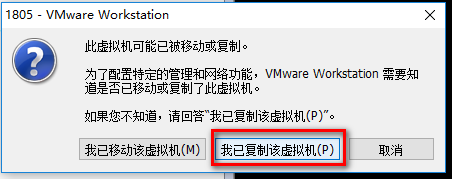 1805 - VMware Workstation
此虚拟机可能已被移动或复制。
为了配置特定的管理和网络功能，VMware Workstation 需要知
道是否已移动或复制了此虚拟机。
如果您不知道，请回答“我已复制该虚拟机(P)”。
我已移动该虚拟机(M)
我已复制该虚拟机(P)
取消